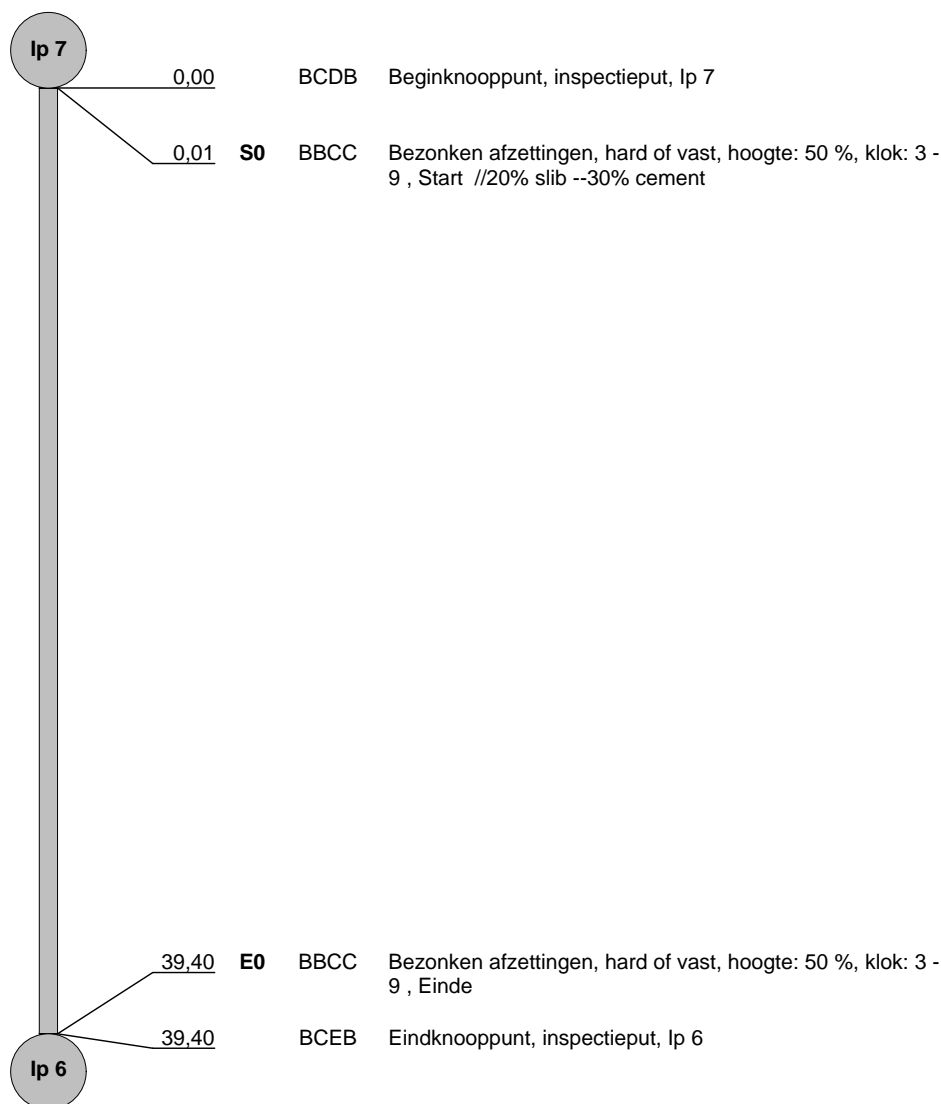 Ip 7
0,00 BCDB Beginknooppunt, inspectieput, Ip 7
0,01 S0 BBCC Bezonken afzettingen, hard of vast, hoogte: 50 %, klok: 3 -
9 , Start //20% slib --30% cement
39,40 E0 BBCC Bezonken afzettingen, hard of vast, hoogte: 50 %, klok: 3 -
9 , Einde
39,40 BCEB Eindknooppunt, inspectieput, Ip 6
Ip 6